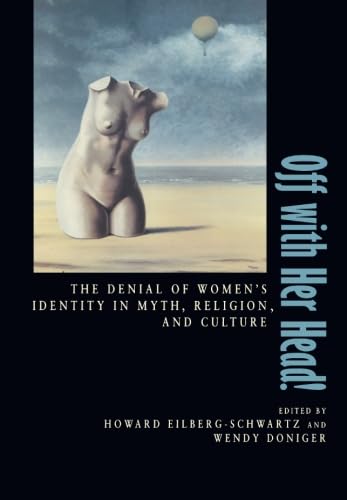 Off with Her Head!
THE DENIAL OF WOMEN'S
IDENTITY IN MYTH, RELIGION,
AND CULTURE
EDITED BY
HOWARD EILBERG-SCHWARTZ AND
WENDY DONIGER